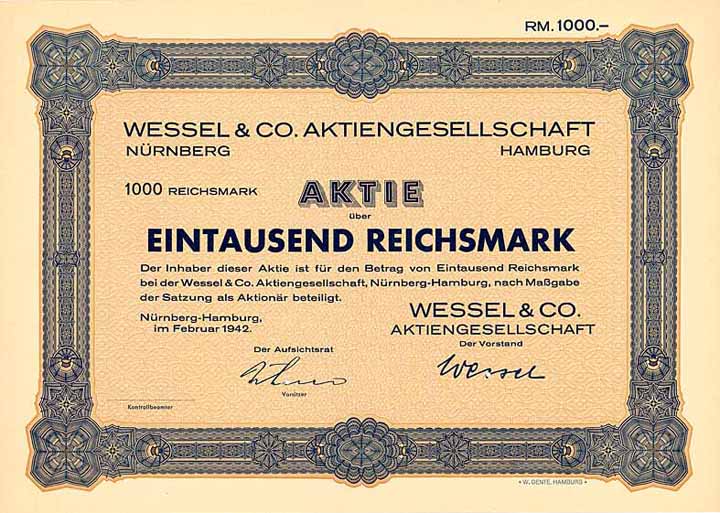 RM. 1000.–
WESSEL & CO. AKTIENGESELLSCHAFT
NÜRNBERG HAMBURG
1000 REICHSMARK AKTIE
über
EINTAUSEND REICHSMARK
Der Inhaber dieser Aktie ist für den Betrag von Eintausend Reichsmark
bei der Wessel & Co. Aktiengesellschaft, Nürnberg-Hamburg, nach Maßgabe
der Satzung als Aktionär beteiligt.
Nürnberg-Hamburg,
im Februar 1942.
WESSEL & CO.
AKTIENGESELLSCHAFT
Der Aufsichtsrat
Der Vorstand
Wessel
Vorsitzer
Kontrollbeamter
* W. GENTE, HAMBURG *